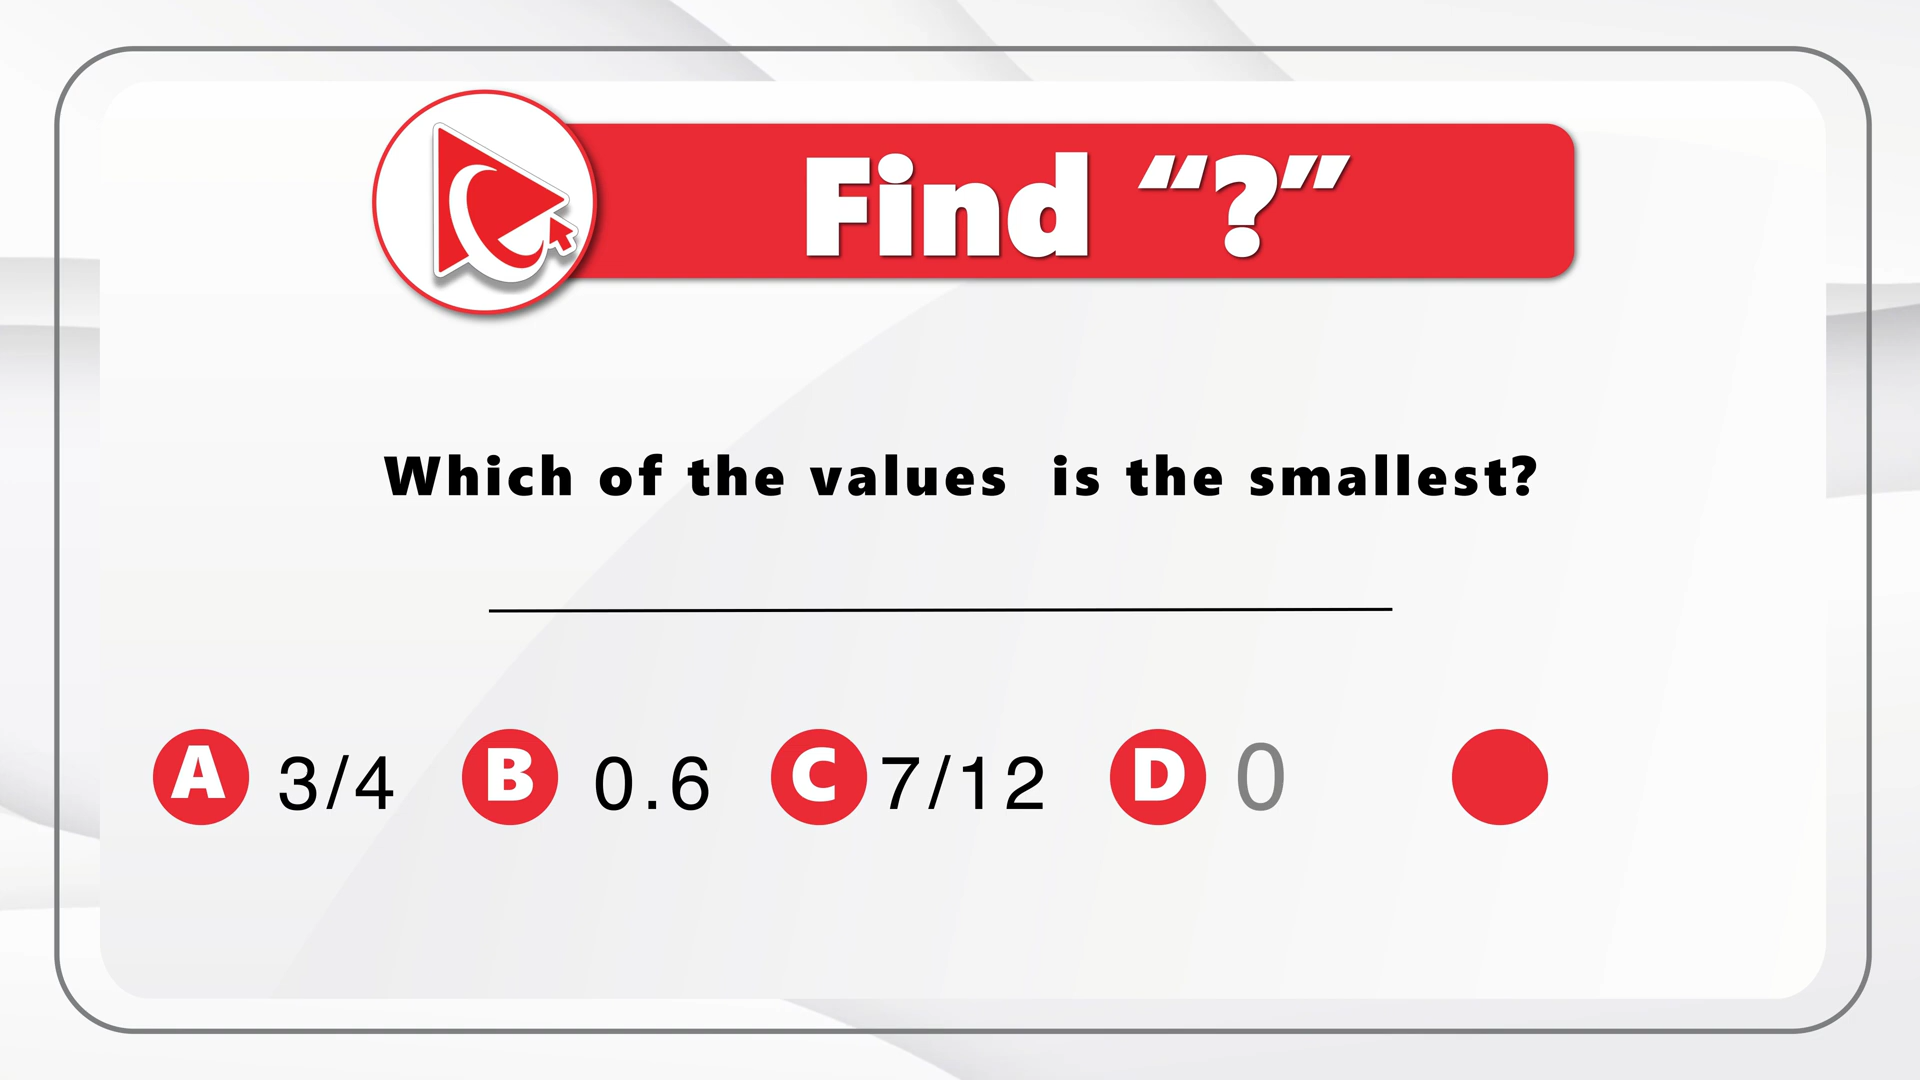 Find “?”
Which of the values is the smallest?
A 3/4 B 0.6 C 7/12 D 0